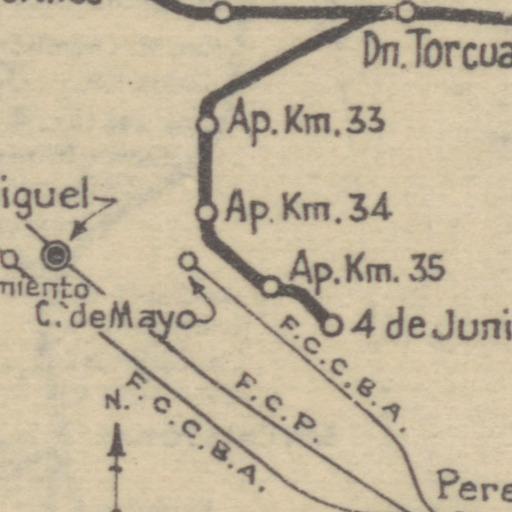 Dn. Torcua
Ap. Km. 33
iguel
Ap. Km. 34
Ap. Km. 35
miento
C. de Mayo
4 de Juni
F.C.C.B.A.
F.C.P.
F.C.C.B.A.
N.
Pere